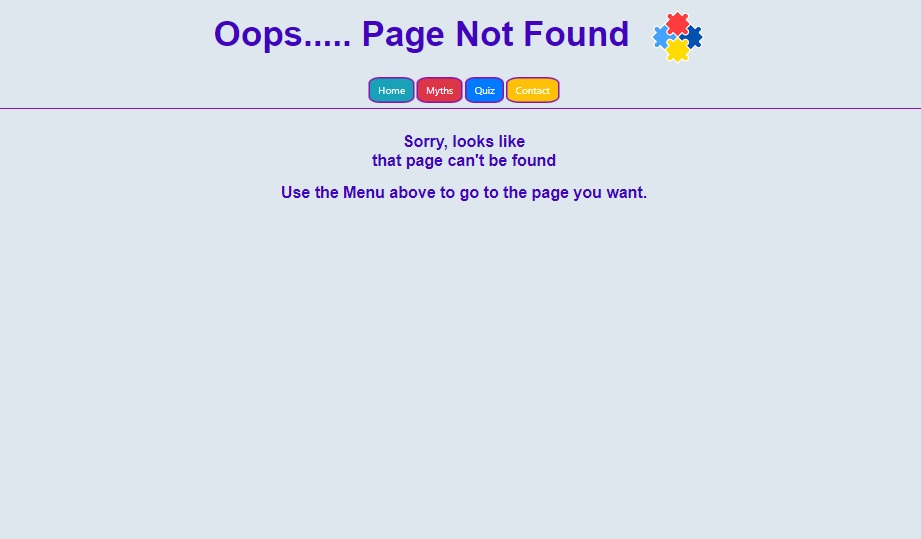 Oops..... Page Not Found
Home Myths Quiz Contact
Sorry, looks like
that page can't be found
Use the Menu above to go to the page you want.